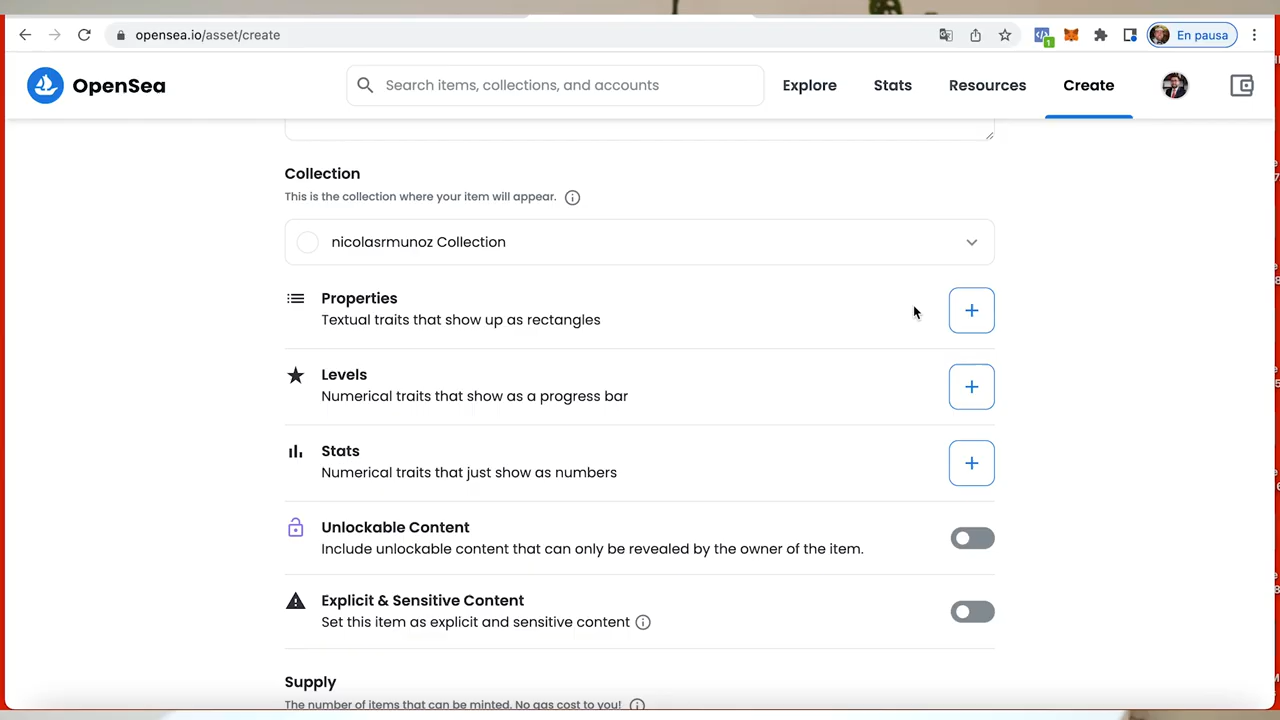 opensea.io/asset/create
1
En pausa
OpenSea
Search items, collections, and accounts
Explore
Stats
Resources
Create
Collection
This is the collection where your item will appear.
nicolasrmunoz Collection
Properties
Textual traits that show up as rectangles
Levels
Numerical traits that show as a progress bar
Stats
Numerical traits that just show as numbers
Unlockable Content
Include unlockable content that can only be revealed by the owner of the item.
Explicit & Sensitive Content
Set this item as explicit and sensitive content
Supply
The number of items that can be minted. No gas cost to you!